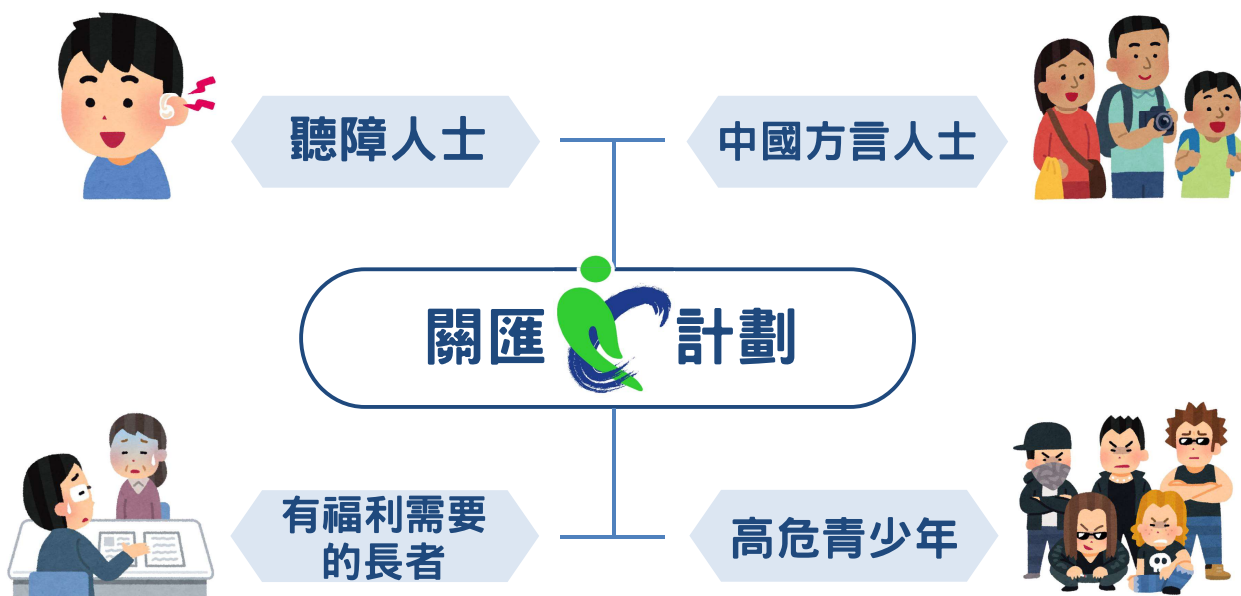 聽障人士
中國方言人士
關匯計劃
有福利需要
的長者
高危青少年